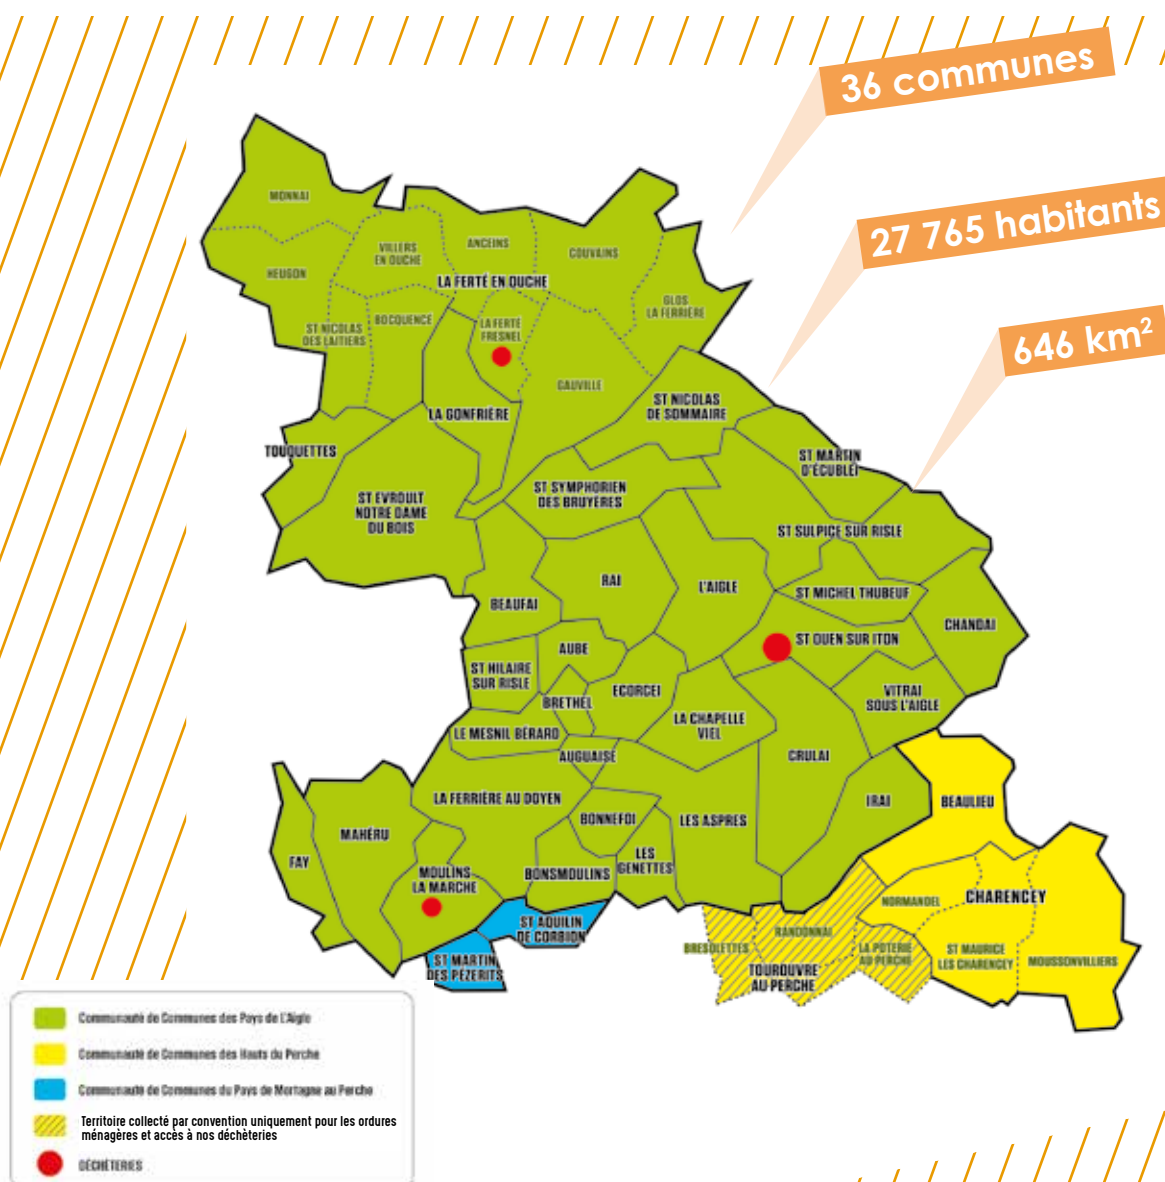 36 communes
27 765 habitants
646 km²
MONNAI
HEUGON
VILLERS
EN OUCHE
ANCEINS
COUVAINS
LA FERTÉ EN OUCHE
GLOS
LA FERRIÈRE
ST NICOLAS
DES LAITIERS
BOCQUENCÉ
LA FERTÉ
FRESNEL
GAUVILLE
LA GONFRIÈRE
ST NICOLAS
DE SOMMAIRE
TOUQUETTES
ST MARTIN
D'ÉCUBLEI
ST EVROULT
NOTRE DAME
DU BOIS
ST SYMPHORIEN
DES BRUYÈRES
ST SULPICE SUR RISLE
RAI
L'AIGLE
ST MICHEL THUBEUF
BEAUFAI
CHANDAI
ST OUEN SUR ITON
AUBE
ST HILAIRE
SUR RISLE
ECORCEI
BRETHEL
VITRAI
SOUS L'AIGLE
LA CHAPELLE
VIEL
LE MESNIL BÉRARD
AUGUAISE
CRULAI
LA FERRIÈRE AU DOYEN
IRAI
BEAULIEU
BONNEFOI
LES ASPRES
MAHÉRU
FAY
LES
GENETTES
MOULINS
LA MARCHE
BONSMOULINS
NORMANDEL
CHARENCEY
ST AQUILIN
DE CORBION
RANDONNAI
BRESOLETTES
LA POTERIE
AU PERCHE
ST MAURICE
LES CHARENCEY
MOUSSONVILLIERS
ST MARTIN
DES PÉZERITS
TOUROUVRE
AU PERCHE
Communauté de Communes des Pays de L'Aigle
Communauté de Communes des Hauts du Perche
Communauté de Communes du Pays de Mortagne au Perche
Territoire collecté par convention uniquement pour les ordures
ménagères et accès à nos déchèteries
DÉCHÈTERIES